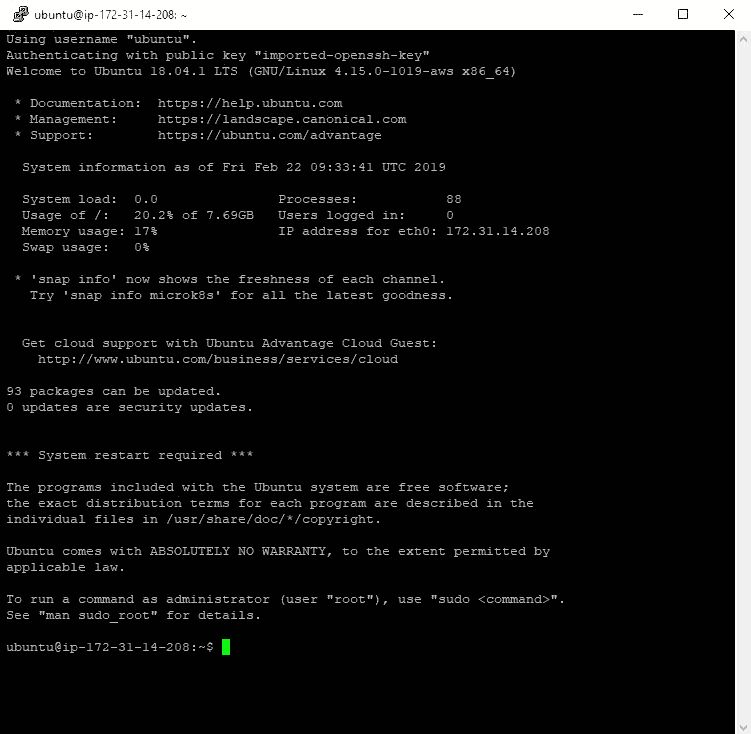 ubuntu@ip-172-31-14-208: ~
Using username "ubuntu".
Authenticating with public key "imported-openssh-key"
Welcome to Ubuntu 18.04.1 LTS (GNU/Linux 4.15.0-1019-aws x86_64)
* Documentation:  https://help.ubuntu.com
* Management:     https://landscape.canonical.com
* Support:        https://ubuntu.com/advantage
System information as of Fri Feb 22 09:33:41 UTC 2019
System load:  0.0               Processes:           88
Usage of /:   20.2% of 7.69GB   Users logged in:     0
Memory usage: 17%               IP address for eth0: 172.31.14.208
Swap usage:   0%
* 'snap info' now shows the freshness of each channel.
Try 'snap info microk8s' for all the latest goodness.
Get cloud support with Ubuntu Advantage Cloud Guest:
http://www.ubuntu.com/business/services/cloud
93 packages can be updated.
0 updates are security updates.
*** System restart required ***
The programs included with the Ubuntu system are free software;
the exact distribution terms for each program are described in the
individual files in /usr/share/doc/*/copyright.
Ubuntu comes with ABSOLUTELY NO WARRANTY, to the extent permitted by
applicable law.
To run a command as administrator (user "root"), use "sudo <command>".
See "man sudo_root" for details.
ubuntu@ip-172-31-14-208:~$